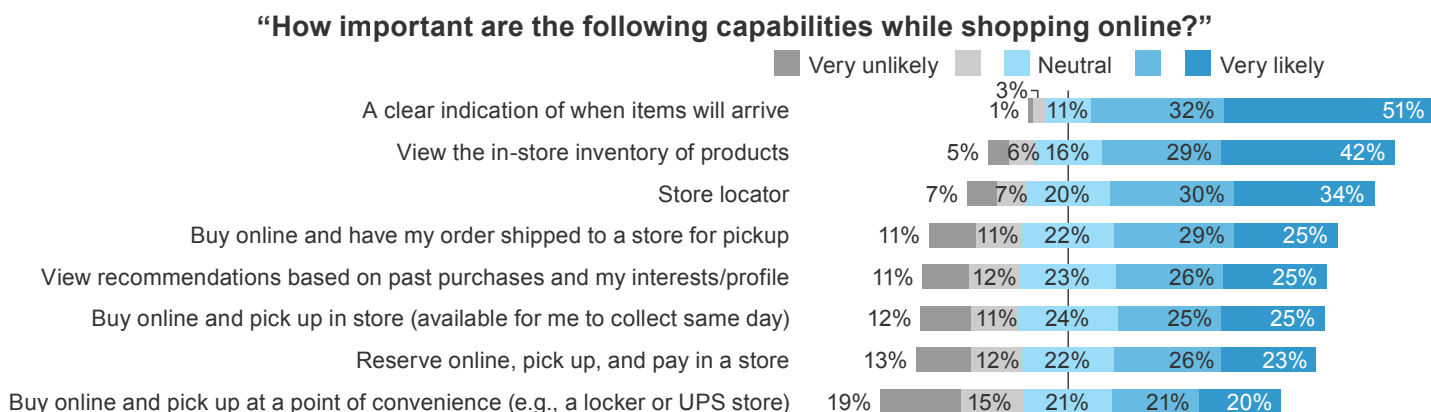 “How important are the following capabilities while shopping online?”
Very unlikely Neutral Very likely
3%
A clear indication of when items will arrive 1% 11% 32% 51%
View the in-store inventory of products 5% 6% 16% 29% 42%
Store locator 7% 7% 20% 30% 34%
Buy online and have my order shipped to a store for pickup 11% 11% 22% 29% 25%
View recommendations based on past purchases and my interests/profile 11% 12% 23% 26% 25%
Buy online and pick up in store (available for me to collect same day) 12% 11% 24% 25% 25%
Reserve online, pick up, and pay in a store 13% 12% 22% 26% 23%
Buy online and pick up at a point of convenience (e.g., a locker or UPS store) 19% 15% 21% 21% 20%